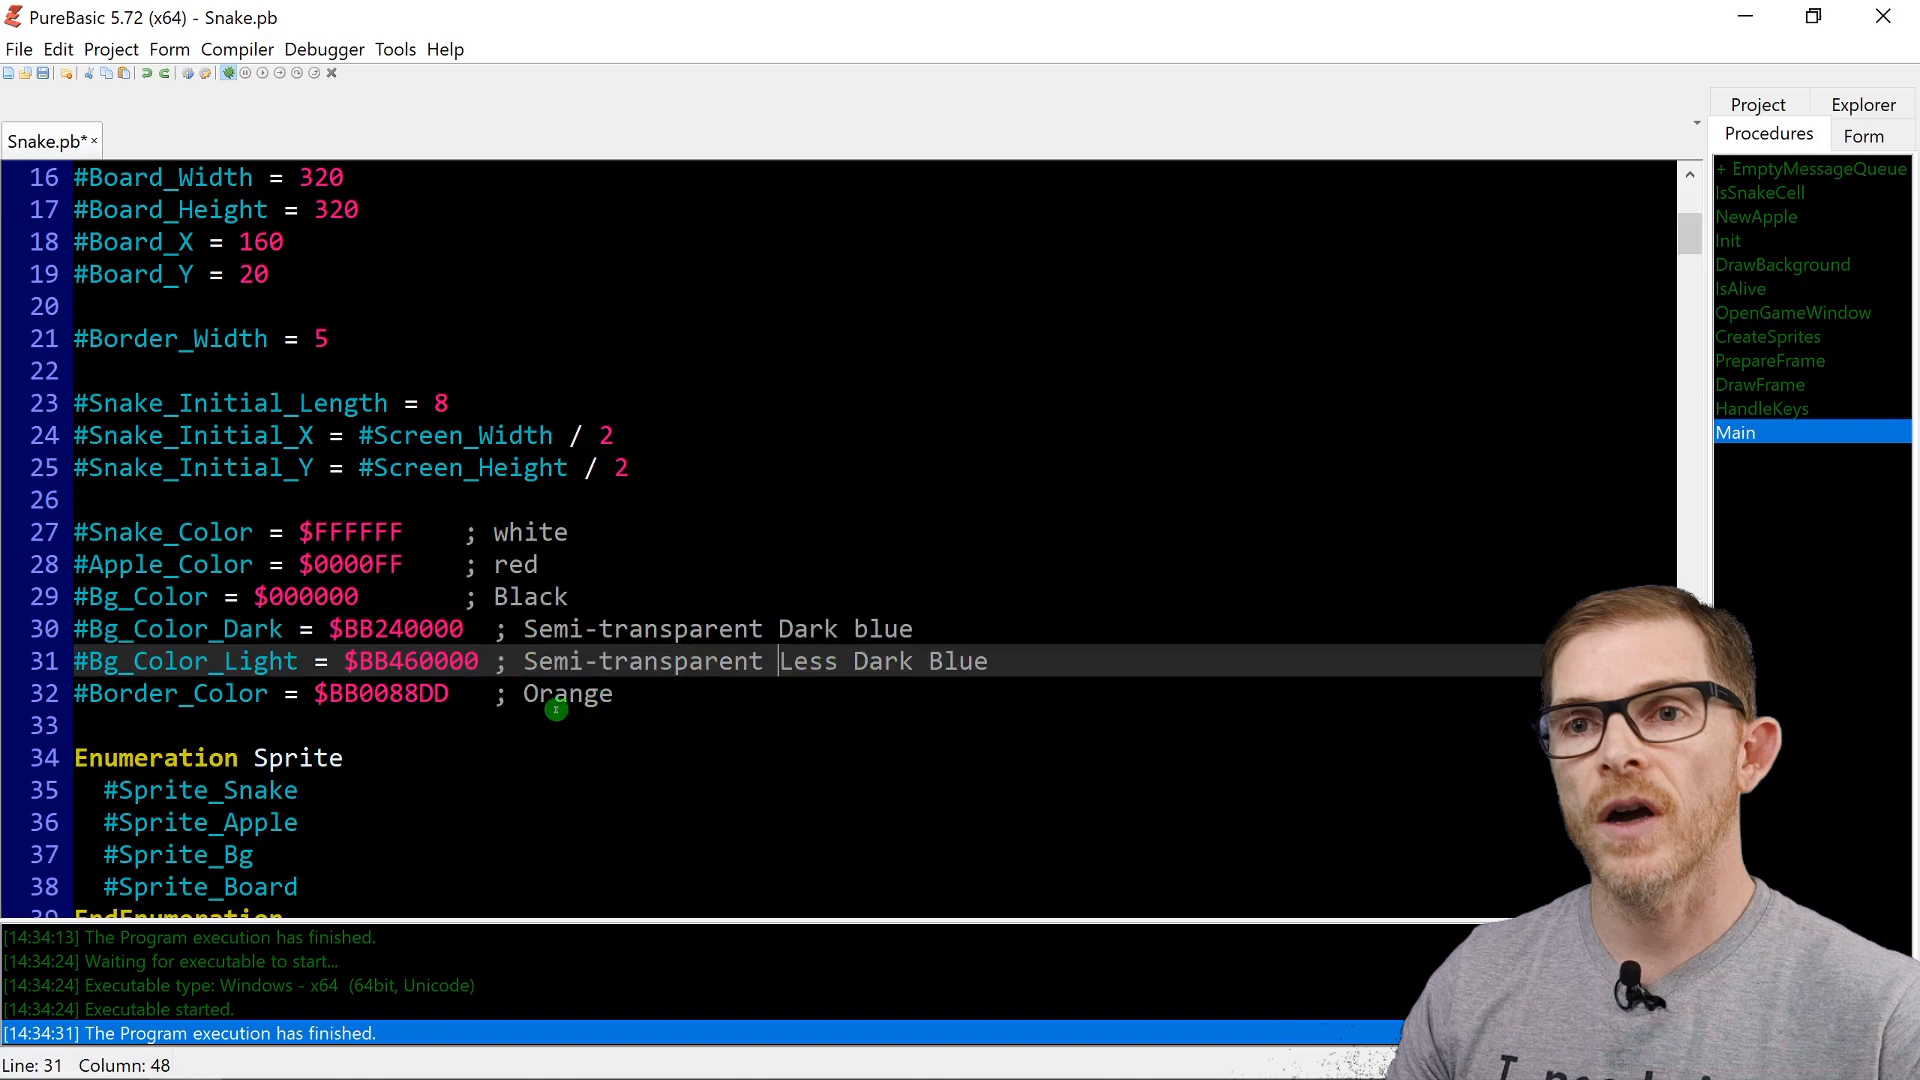 PureBasic 5.72 (x64) - Snake.pb
File Edit Project Form Compiler Debugger Tools Help
Snake.pb*
16 #Board_Width = 320
17 #Board_Height = 320
18 #Board_X = 160
19 #Board_Y = 20
20
21 #Border_Width = 5
22
23 #Snake_Initial_Length = 8
24 #Snake_Initial_X = #Screen_Width / 2
25 #Snake_Initial_Y = #Screen_Height / 2
26
27 #Snake_Color = $FFFFFF ; white
28 #Apple_Color = $0000FF ; red
29 #Bg_Color = $000000 ; Black
30 #Bg_Color_Dark = $BB240000 ; Semi-transparent Dark blue
31 #Bg_Color_Light = $BB460000 ; Semi-transparent Less Dark Blue
32 #Border_Color = $BB0088DD ; Orange
33
34 Enumeration Sprite
35 #Sprite_Snake
36 #Sprite_Apple
37 #Sprite_Bg
38 #Sprite_Board
39 EndEnumeration
Project Explorer
Procedures Form
+ EmptyMessageQueue
IsSnakeCell
NewApple
Init
DrawBackground
IsAlive
OpenGameWindow
CreateSprites
PrepareFrame
DrawFrame
HandleKeys
Main
[14:34:13] The Program execution has finished.
[14:34:24] Waiting for executable to start...
[14:34:24] Executable type: Windows - x64 (64bit, Unicode)
[14:34:24] Executable started.
[14:34:31] The Program execution has finished.
Line: 31 Column: 48